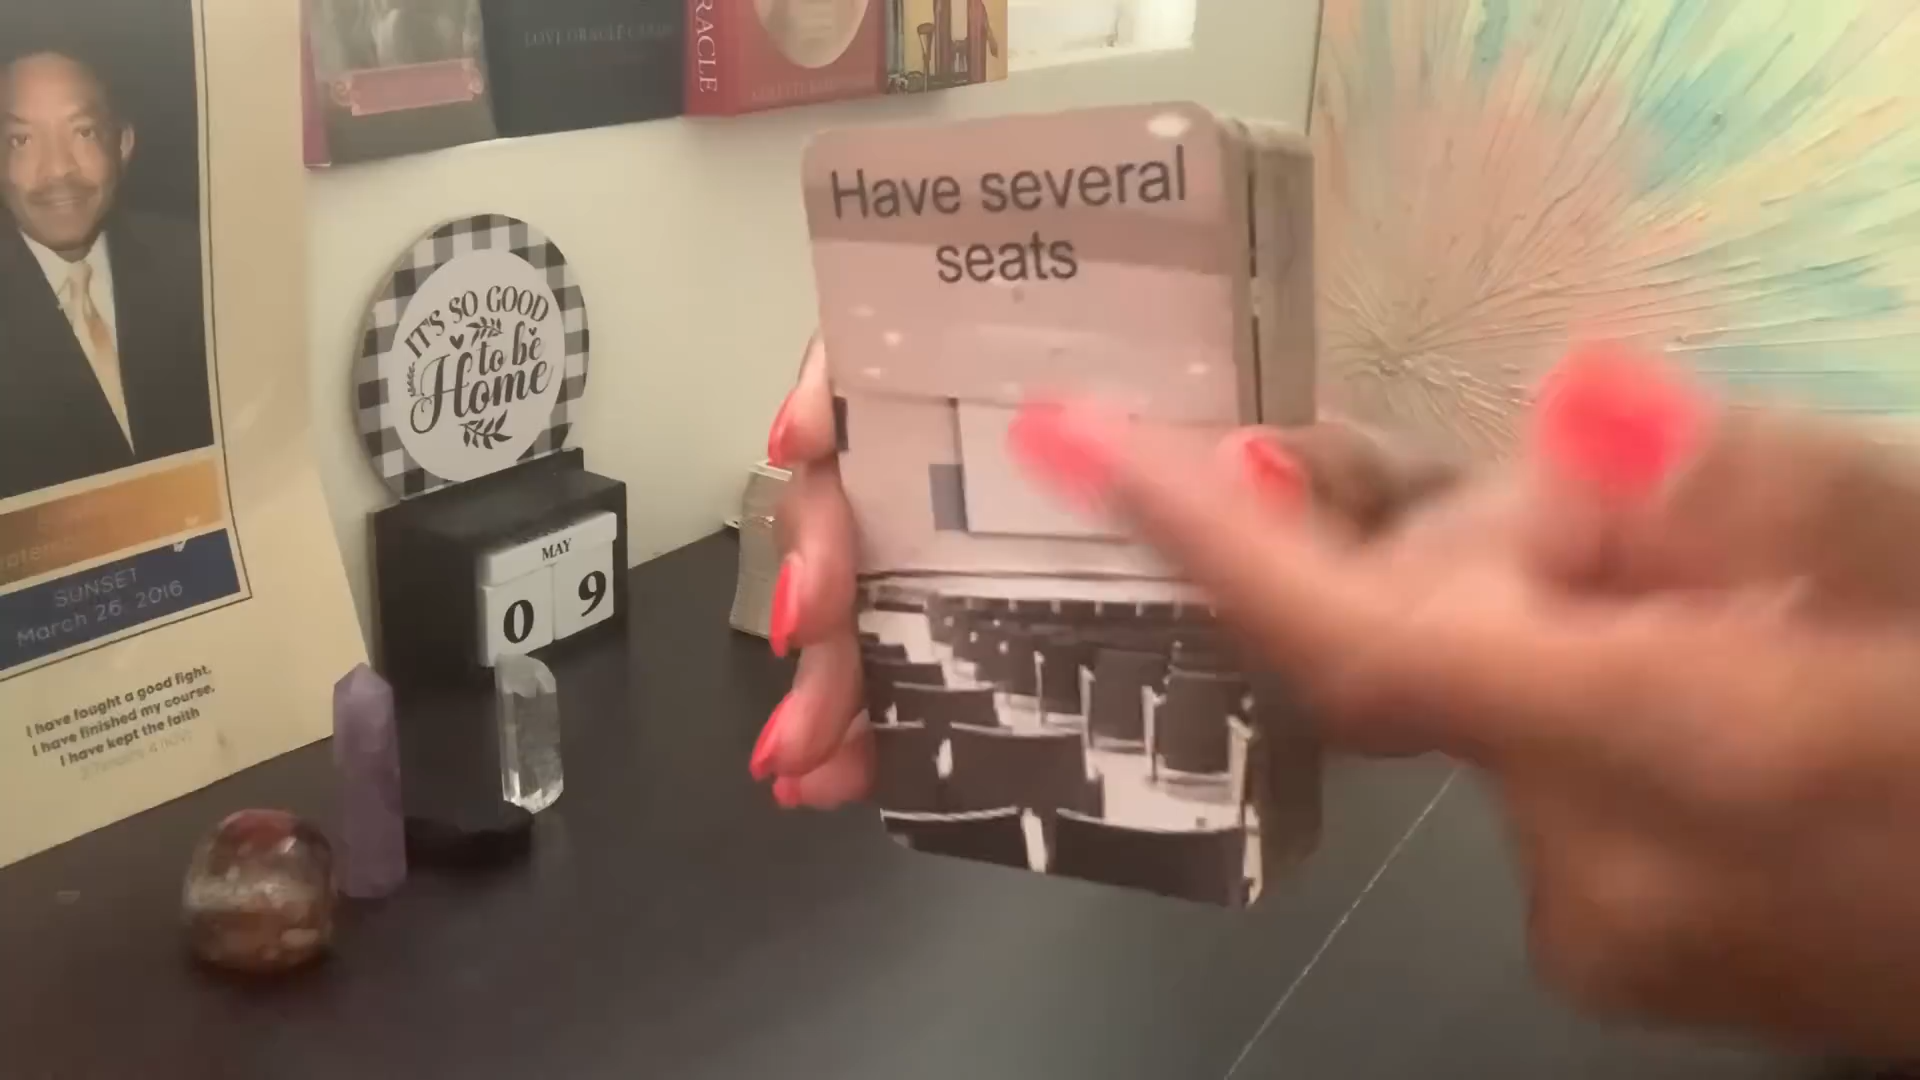 LOVE ORACLE CARDS
ORACLE
Have several
seats
IT'S SO GOOD
to be
Home
MAY
0 9
SUNSET
March 26, 2016
I have fought a good fight,
I have finished my course,
I have kept the faith